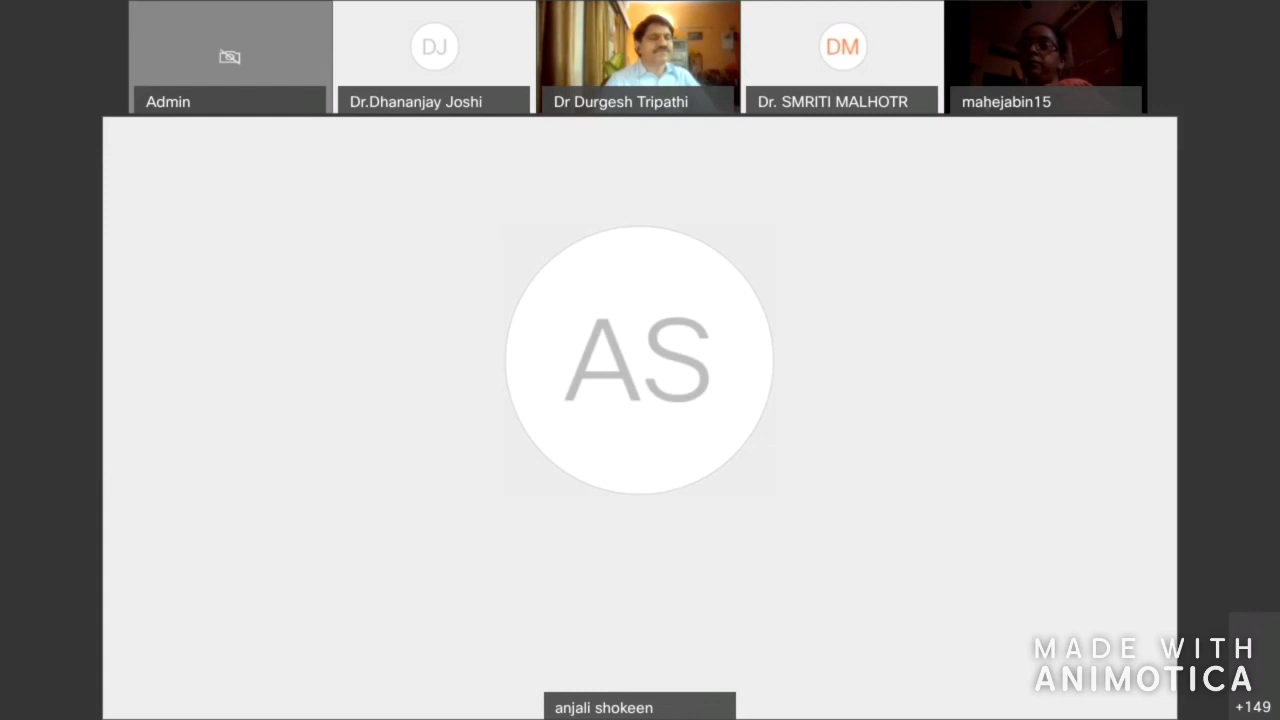 DJ
DM
Admin
Dr.Dhananjay Joshi
Dr Durgesh Tripathi
Dr. SMRITI MALHOTR
mahejabin15
AS
MADE WITH
ANIMOTICA
+149
anjali shokeen